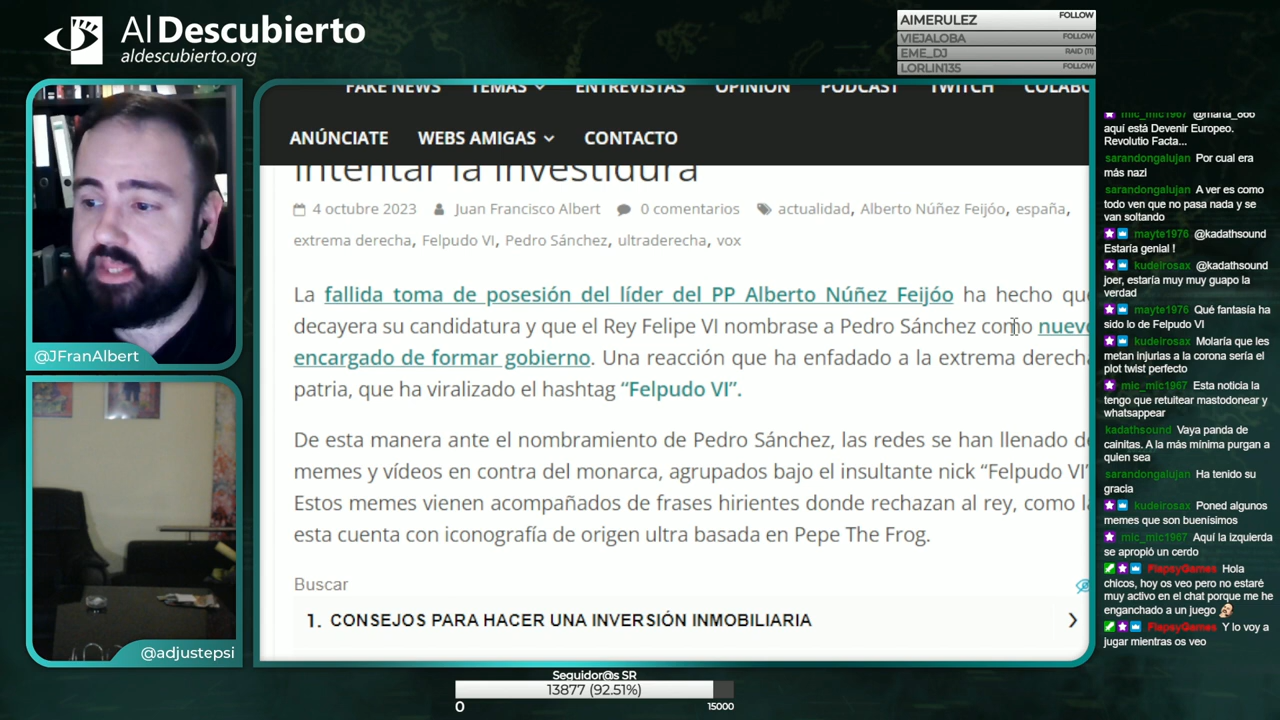 Al Descubierto
aldescubierto.org
AIMERULEZ FOLLOW
VIEJALOBA FOLLOW
EME_DJ RAID (11)
LORLIN135 FOLLOW
@JFranAlbert
@adjustepsi
FAKE NEWS TEMAS ENTREVISTAS OPINIÓN PODCAST TWITCH COLABO
ANÚNCIATE WEBS AMIGAS CONTACTO
intentar la investidura
4 octubre 2023 Juan Francisco Albert 0 comentarios actualidad, Alberto Núñez Feijóo, españa,
extrema derecha, Felpudo VI, Pedro Sánchez, ultraderecha, vox
La fallida toma de posesión del líder del PP Alberto Núñez Feijóo ha hecho que
decayera su candidatura y que el Rey Felipe VI nombrase a Pedro Sánchez como nuevo
encargado de formar gobierno. Una reacción que ha enfadado a la extrema derecha
patria, que ha viralizado el hashtag “Felpudo VI”.
De esta manera ante el nombramiento de Pedro Sánchez, las redes se han llenado de
memes y vídeos en contra del monarca, agrupados bajo el insultante nick “Felpudo VI”
Estos memes vienen acompañados de frases hirientes donde rechazan al rey, como la
esta cuenta con iconografía de origen ultra basada en Pepe The Frog.
Buscar
1. CONSEJOS PARA HACER UNA INVERSIÓN INMOBILIARIA
mic_mic1967 @marta_666
aquí está Devenir Europeo.
Revolutio Facta...
sarandongalujan Por cual era
más nazi
sarandongalujan A ver es como
todo ven que no pasa nada y se
van soltando
mayte1976 @kadathsound
Estaría genial !
kudeirosax @kadathsound
joer, estaría muy muy guapo la
verdad
mayte1976 Qué fantasía ha
sido lo de Felpudo VI
kudeirosax Molaría que les
metan injurias a la corona sería el
plot twist perfecto
mic_mic1967 Esta noticia la
tengo que retuitear mastodonear y
whatsappear
kadathsound Vaya panda de
cainitas. A la más mínima purgan a
quien sea
sarandongalujan Ha tenido su
gracia
kudeirosax Poned algunos
memes que son buenísimos
mic_mic1967 Aquí la izquierda
se apropió un cerdo
FlapsyGames Hola
chicos, hoy os veo pero no estaré
muy activo en el chat porque me he
enganchado a un juego
FlapsyGames Y lo voy a
jugar mientras os veo
Seguidor@s SR
13877 (92.51%)
0 15000